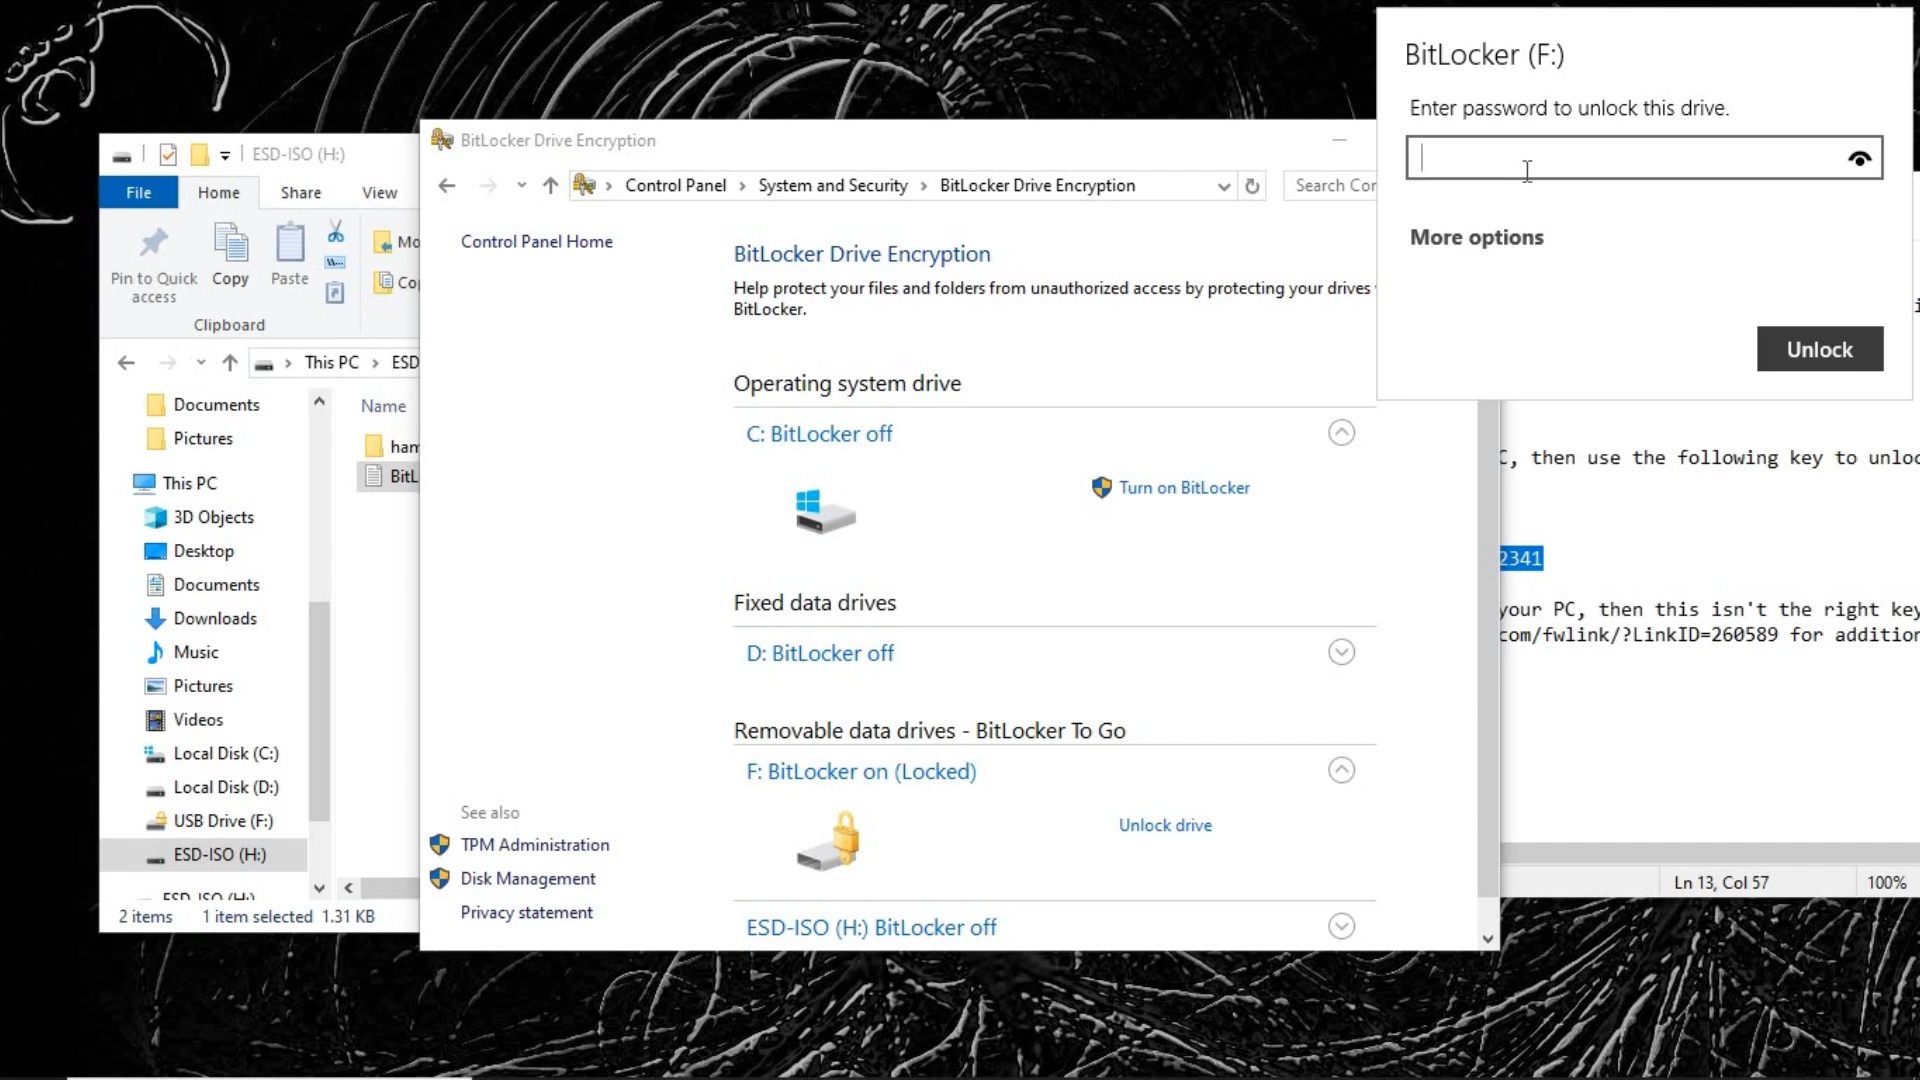 ESD-ISO (H:)
File
Home
Share
View
Pin to Quick access
Copy
Paste
Clipboard
This PC
Documents
Pictures
Name
This PC
3D Objects
Desktop
Documents
Downloads
Music
Pictures
Videos
Local Disk (C:)
Local Disk (D:)
USB Drive (F:)
ESD-ISO (H:)
2 items
1 item selected 1.31 KB
BitLocker Drive Encryption
Control Panel
System and Security
BitLocker Drive Encryption
Control Panel Home
BitLocker Drive Encryption
Help protect your files and folders from unauthorized access by protecting your drives
BitLocker.
Operating system drive
C: BitLocker off
Turn on BitLocker
Fixed data drives
D: BitLocker off
Removable data drives - BitLocker To Go
F: BitLocker on (Locked)
Unlock drive
ESD-ISO (H:) BitLocker off
See also
TPM Administration
Disk Management
Privacy statement
BitLocker (F:)
Enter password to unlock this drive.
More options
Unlock
then use the following key to
2341
your PC, then this isn't the right key
com/fwlink/?LinkID=260589 for
Ln 13, Col 57
100%